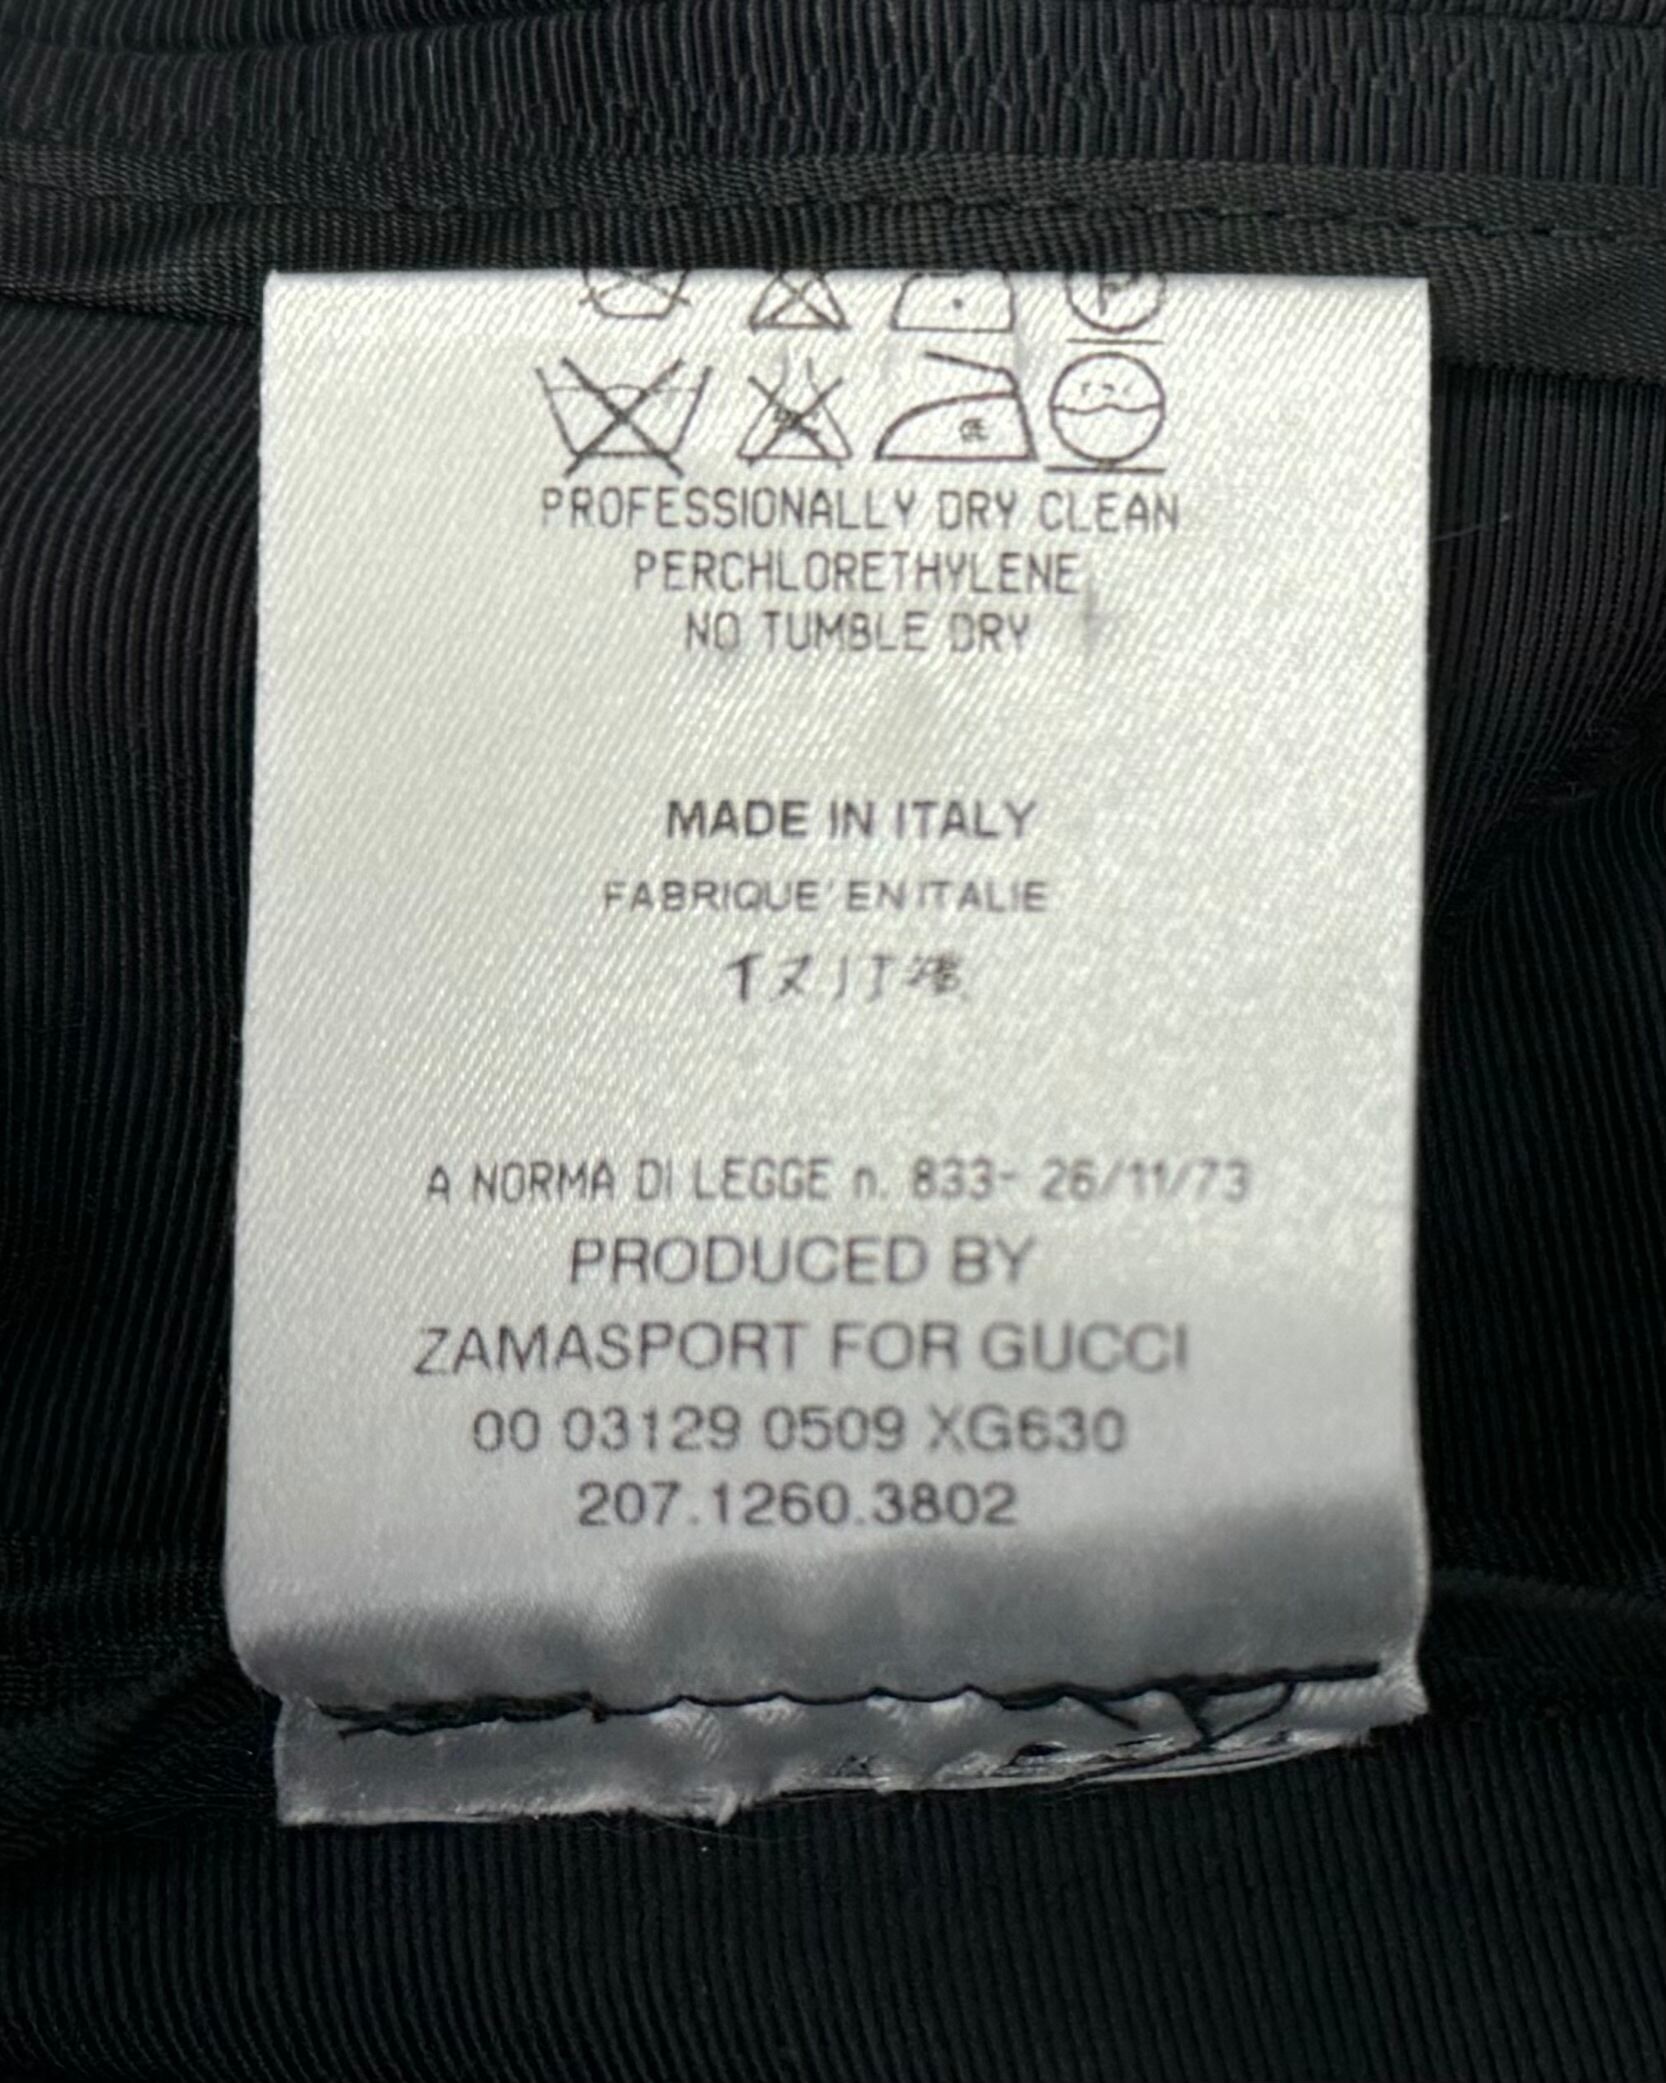 PROFESSIONALLY DRY CLEAN
PERCHLORETHYLENE
NO TUMBLE DRY
MADE IN ITALY
FABRIQUE' EN ITALIE
A NORMA DI LEGGE n. 833- 26/11/73
PRODUCED BY
ZAMASPORT FOR GUCCI
00 03129 0509 XG630
207.1260.3802